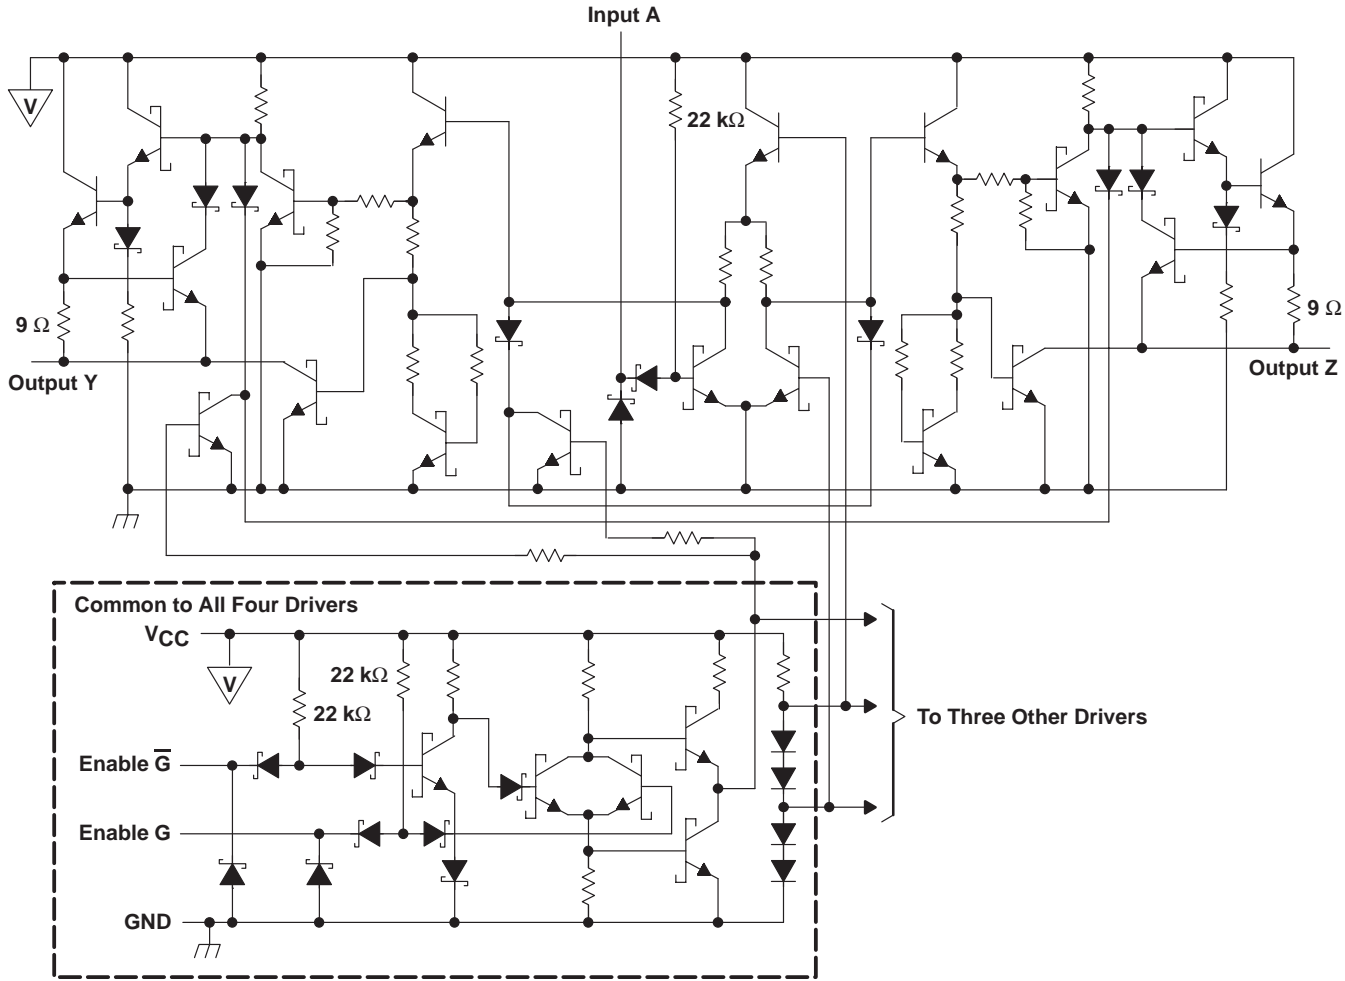 Input A
V
22 kΩ
9 Ω
9 Ω
Output Y
Output Z
Common to All Four Drivers
VCC
V
22 kΩ
22 kΩ
To Three Other Drivers
Enable G̅
Enable G
GND